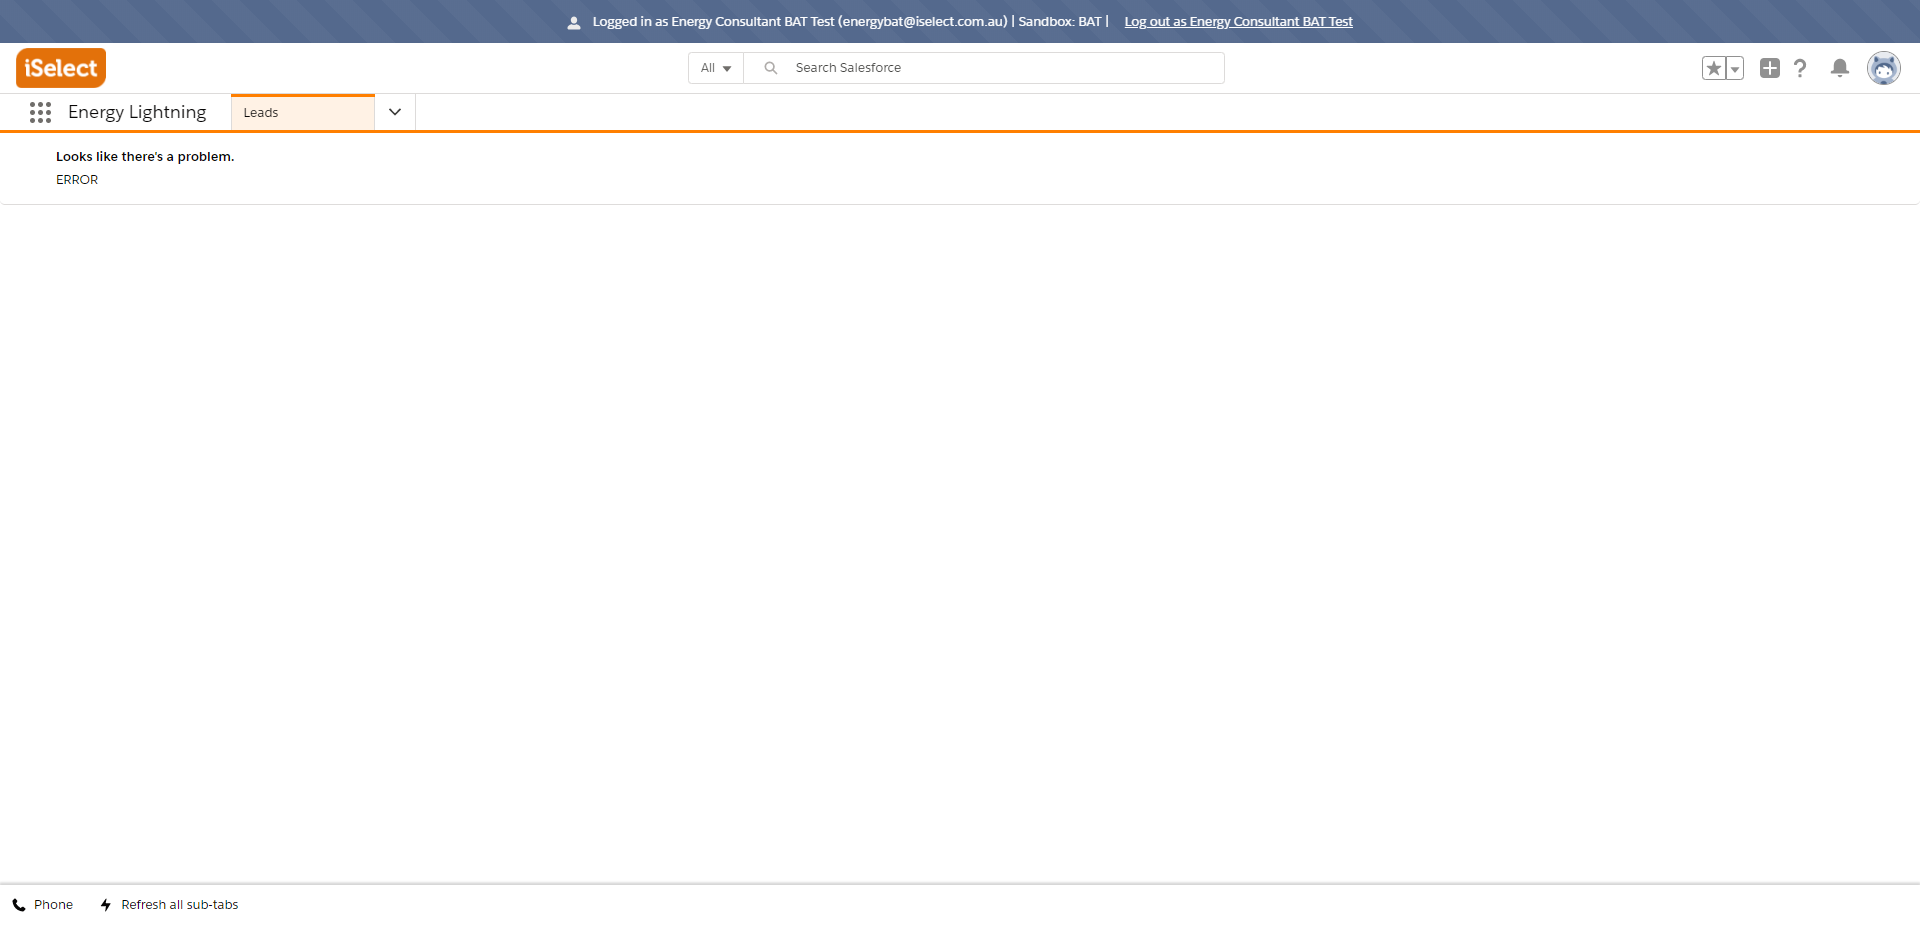 Logged in as Energy Consultant BAT Test (energybat@iselect.com.au) | Sandbox: BAT | Log out as Energy Consultant BAT Test
iSelect
All
Search Salesforce
Energy Lightning
Leads
Looks like there's a problem.
ERROR
Phone
Refresh all sub-tabs